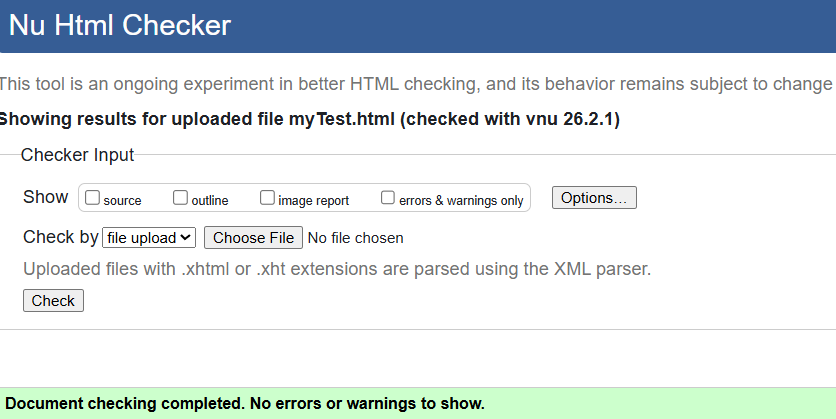 Nu Html Checker
This tool is an ongoing experiment in better HTML checking, and its behavior remains subject to change
Showing results for uploaded file myTest.html (checked with vnu 26.2.1)
Checker Input
Show source outline image report errors & warnings only Options...
Check by file upload Choose File No file chosen
Uploaded files with .xhtml or .xht extensions are parsed using the XML parser.
Check
Document checking completed. No errors or warnings to show.